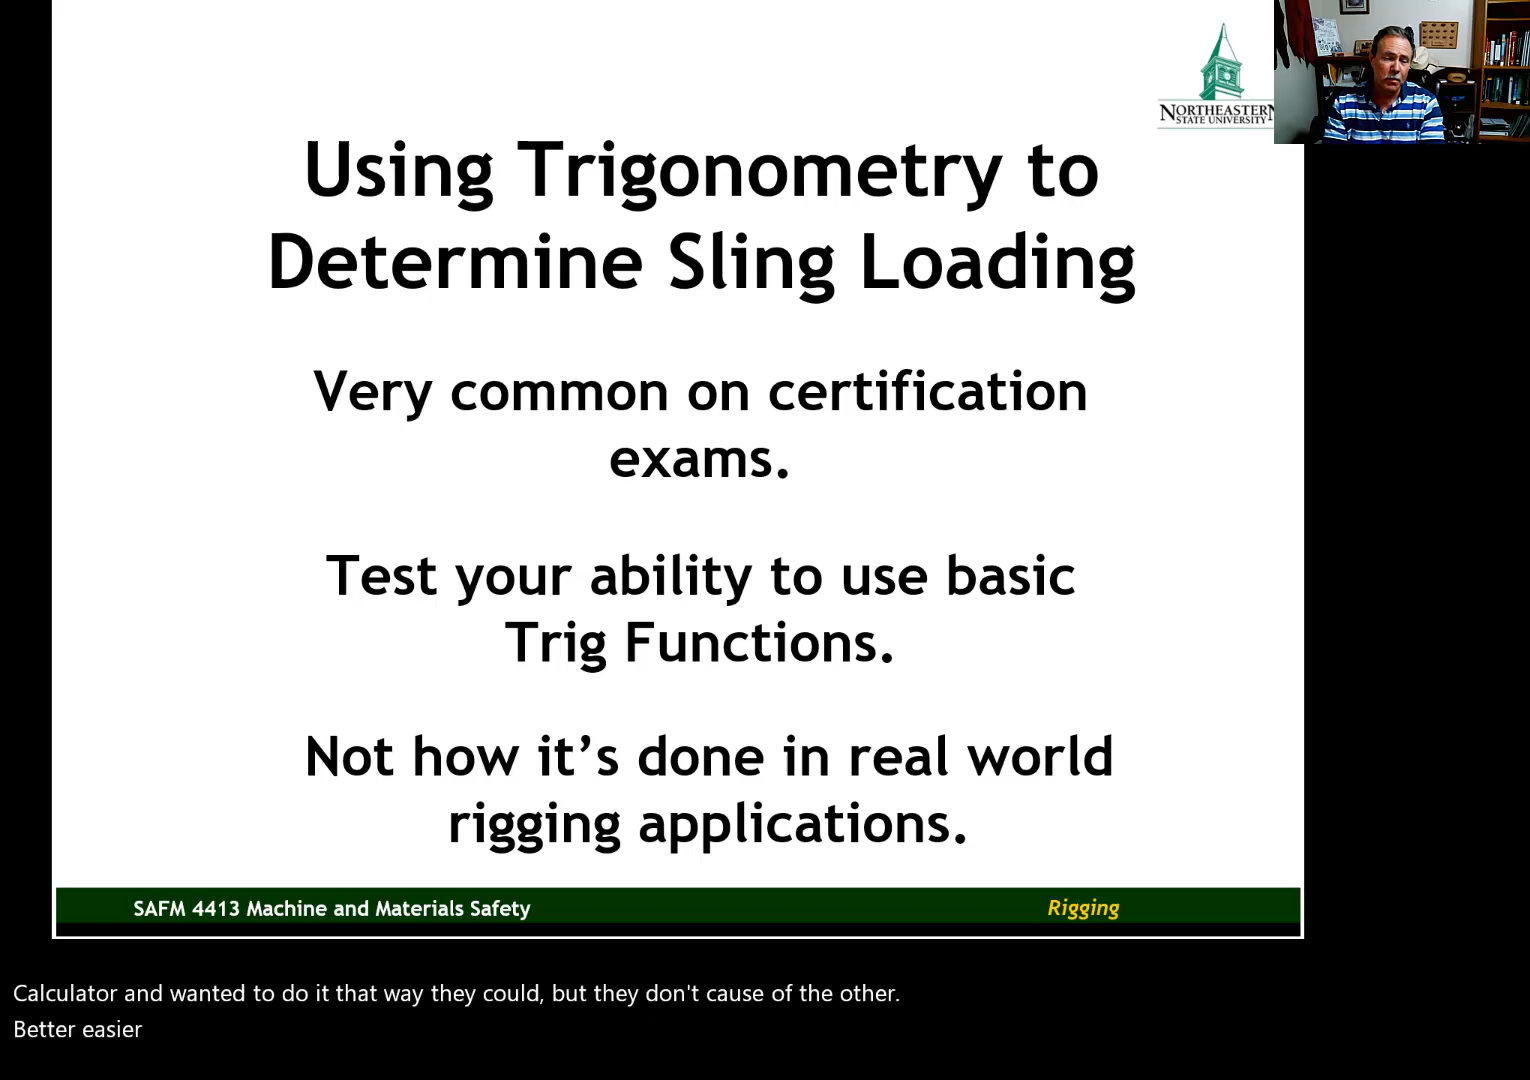 NORTHEASTERN
STATE UNIVERSITY
Using Trigonometry to
Determine Sling Loading
Very common on certification
exams.
Test your ability to use basic
Trig Functions.
Not how it’s done in real world
rigging applications.
SAFM 4413 Machine and Materials Safety
Rigging
Calculator and wanted to do it that way they could, but they don't cause of the other.
Better easier